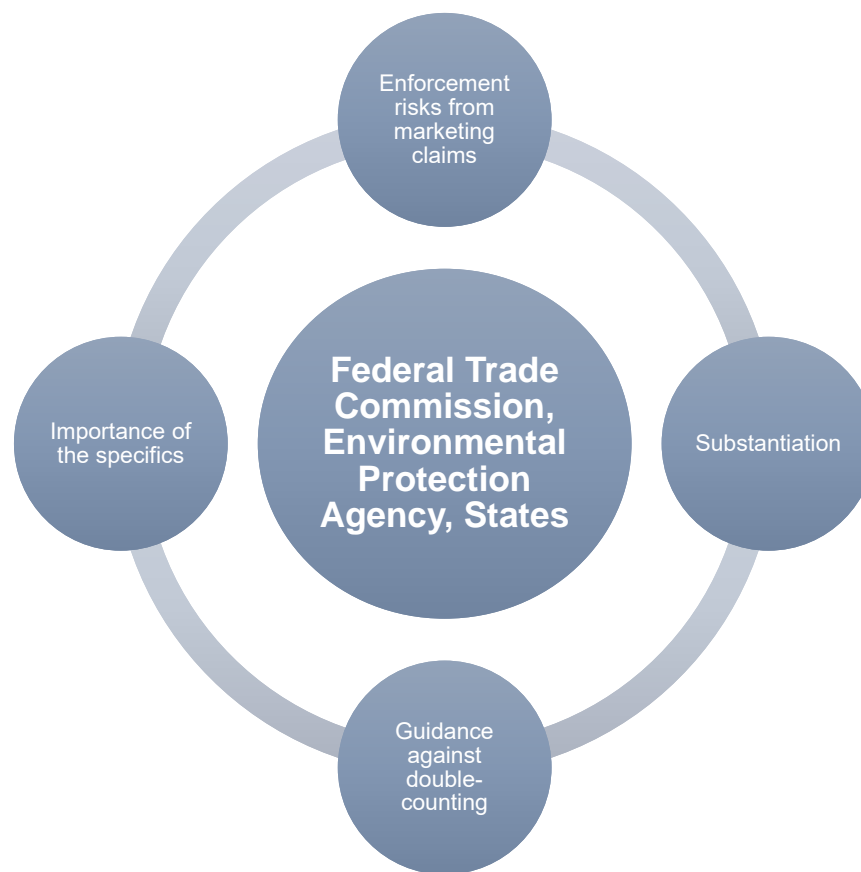 Enforcement
risks from
marketing
claims
Federal Trade
Commission,
Environmental
Protection
Agency, States
Importance of
the specifics
Substantiation
Guidance
against
double-
counting